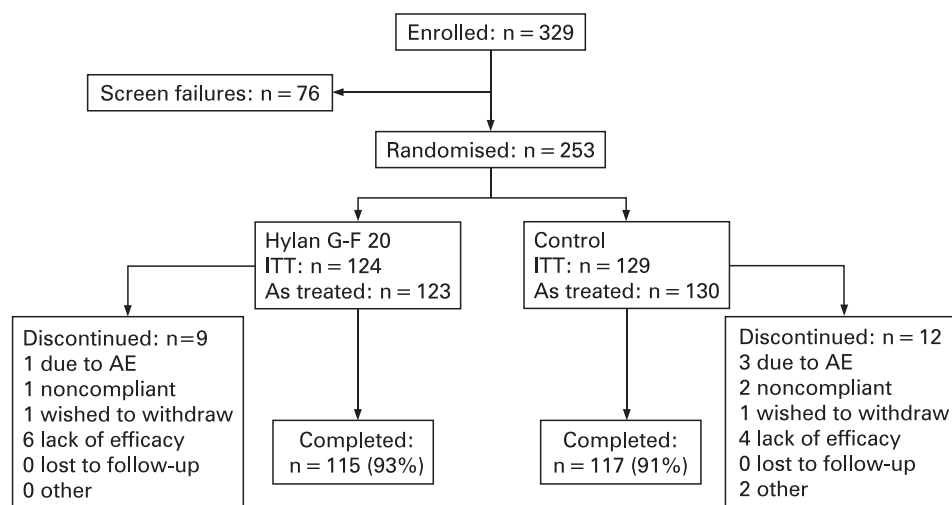 Enrolled: n = 329
Screen failures: n = 76
Randomised: n = 253
Hylan G-F 20
ITT: n = 124
As treated: n = 123
Control
ITT: n = 129
As treated: n = 130
Discontinued: n=9
1 due to AE
1 noncompliant
1 wished to withdraw
6 lack of efficacy
0 lost to follow-up
0 other
Completed:
n = 115 (93%)
Completed:
n = 117 (91%)
Discontinued: n = 12
3 due to AE
2 noncompliant
1 wished to withdraw
4 lack of efficacy
0 lost to follow-up
2 other